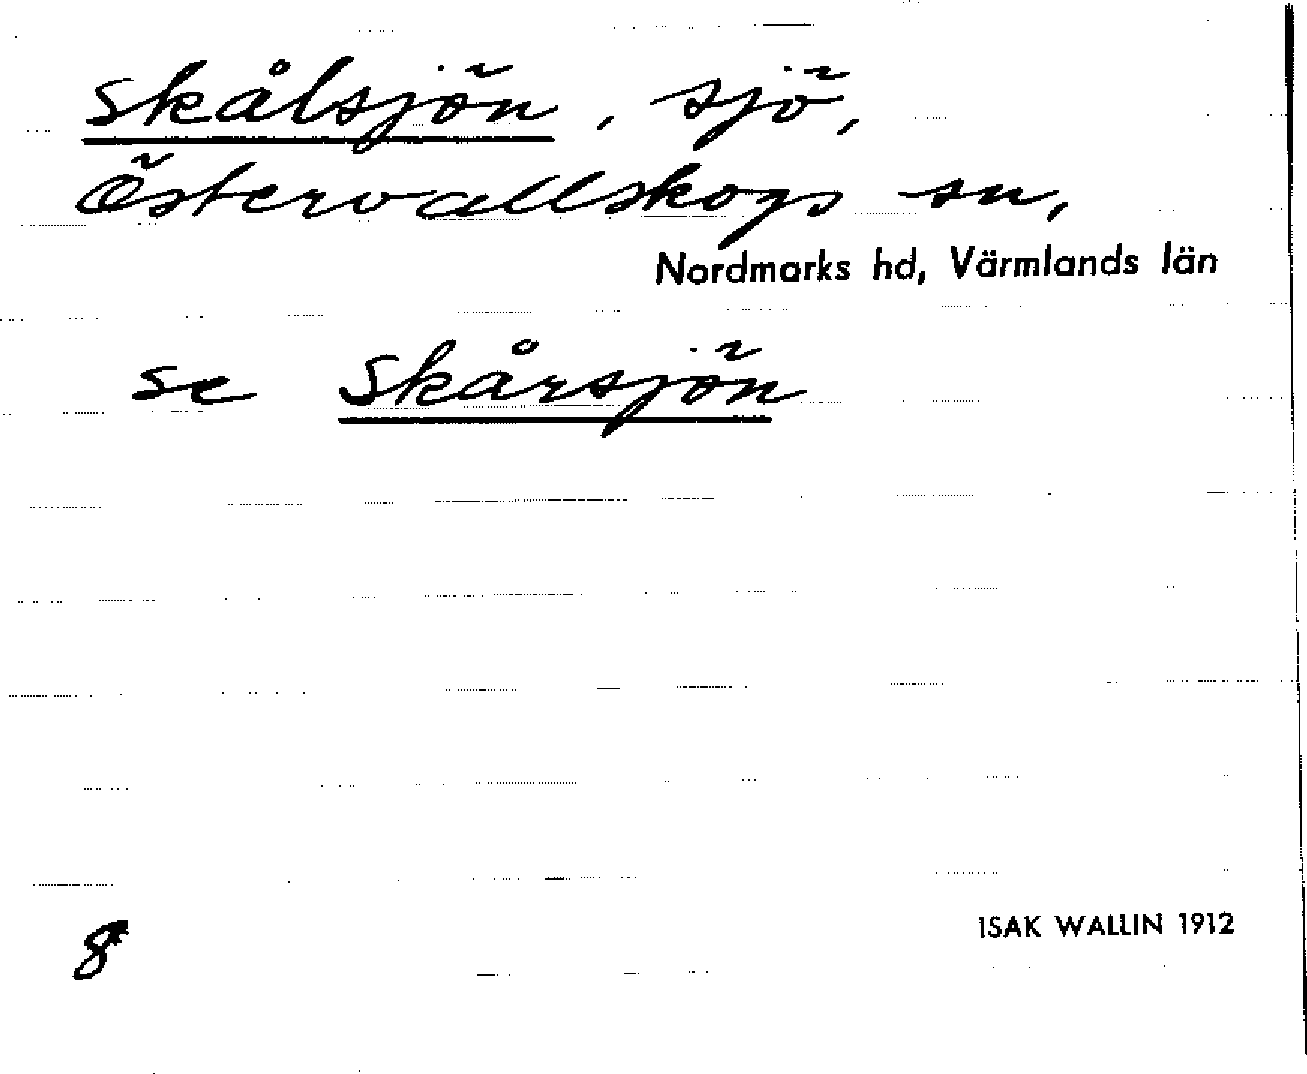 Skålsjön, sjö,
Östervallskogs sn,
Nordmarks hd, Värmlands län
se Skårsjön
8
ISAK WALLIN 1912